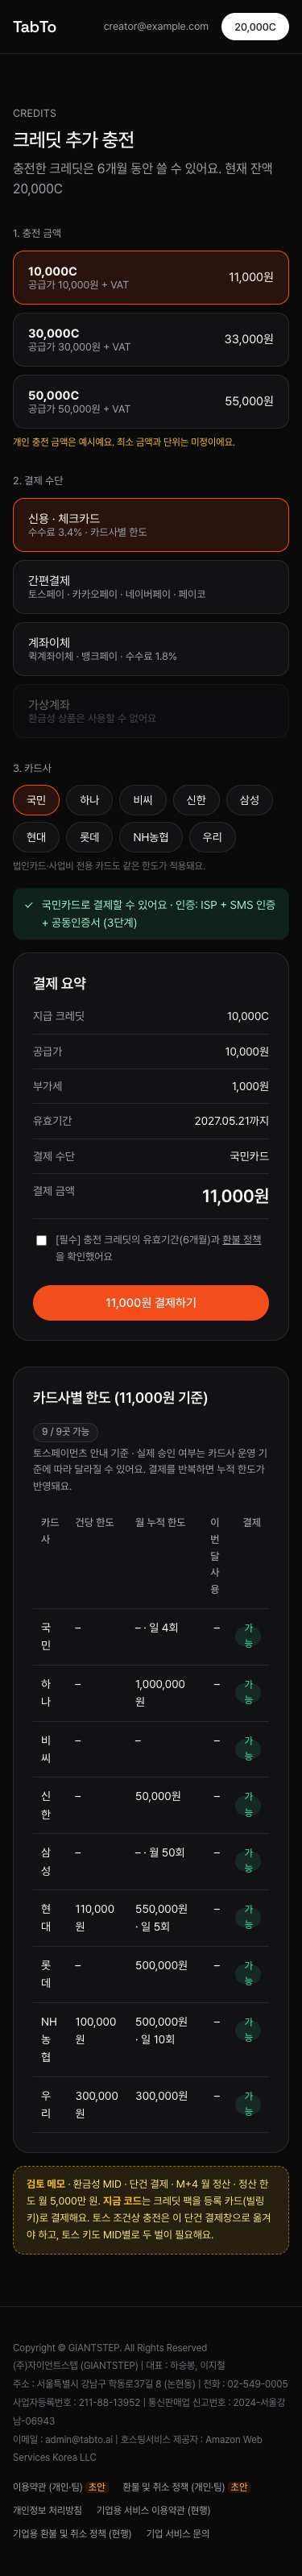 TabTo
creator@example.com
20,000C
CREDITS
크레딧 추가 충전
충전한 크레딧은 6개월 동안 쓸 수 있어요. 현재 잔액
20,000C
1. 충전 금액
10,000C
공급가 10,000원 + VAT
11,000원
30,000C
공급가 30,000원 + VAT
33,000원
50,000C
공급가 50,000원 + VAT
55,000원
개인 충전 금액은 예시예요. 최소 금액과 단위는 미정이에요.
2. 결제 수단
신용 · 체크카드
수수료 3.4% · 카드사별 한도
간편결제
토스페이 · 카카오페이 · 네이버페이 · 페이코
계좌이체
퀵계좌이체 · 뱅크페이 · 수수료 1.8%
가상계좌
환금성 상품은 사용할 수 없어요
3. 카드사
국민 하나 비씨 신한 삼성
현대 롯데 NH농협 우리
법인카드·사업비 전용 카드도 같은 한도가 적용돼요.
✓ 국민카드로 결제할 수 있어요 · 인증: ISP + SMS 인증
+ 공동인증서 (3단계)
결제 요약
지급 크레딧 10,000C
공급가 10,000원
부가세 1,000원
유효기간 2027.05.21까지
결제 수단 국민카드
결제 금액 11,000원
[필수] 충전 크레딧의 유효기간(6개월)과 환불 정책
을 확인했어요
11,000원 결제하기
카드사별 한도 (11,000원 기준)
9 / 9곳 가능
토스페이먼츠 안내 기준 · 실제 승인 여부는 카드사 운영 기
준에 따라 달라질 수 있어요. 결제를 반복하면 누적 한도가
반영돼요.
카드
사
건당 한도
월 누적 한도
이
번
달
사
용
결제
국
민
–
– · 일 4회
–
가
능
하
나
–
1,000,000
원
–
가
능
비
씨
–
–
–
가
능
신
한
–
50,000원
–
가
능
삼
성
–
– · 월 50회
–
가
능
현
대
110,000
원
550,000원
· 일 5회
–
가
능
롯
데
–
500,000원
–
가
능
NH
농
협
100,000
원
500,000원
· 일 10회
–
가
능
우
리
300,000
원
300,000원
–
가
능
검토 메모 · 환금성 MID · 단건 결제 · M+4 월 정산 · 정산 한
도 월 5,000만 원. 지금 코드는 크레딧 팩을 등록 카드(빌링
키)로 결제해요. 토스 조건상 충전은 이 단건 결제창으로 옮겨
야 하고, 토스 키도 MID별로 두 벌이 필요해요.
Copyright © GIANTSTEP. All Rights Reserved
(주)자이언트스텝 (GIANTSTEP) | 대표 : 하승봉, 이지철
주소 : 서울특별시 강남구 학동로37길 8 (논현동) | 전화 : 02-549-0005
사업자등록번호 : 211-88-13952 | 통신판매업 신고번호 : 2024-서울강
남-06943
이메일 : admin@tabto.ai | 호스팅서비스 제공자 : Amazon Web
Services Korea LLC
이용약관 (개인·팀) 초안 환불 및 취소 정책 (개인·팀) 초안
개인정보 처리방침 기업용 서비스 이용약관 (현행)
기업용 환불 및 취소 정책 (현행) 기업 서비스 문의